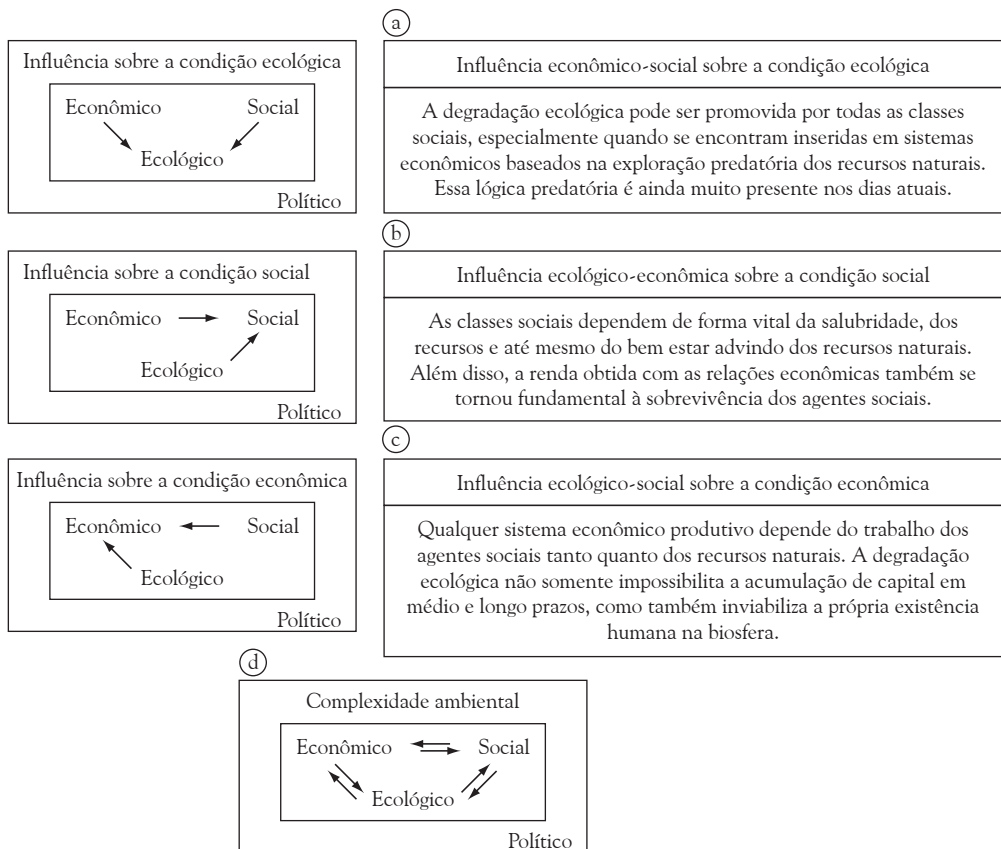 a
Influência sobre a condição ecológica
Econômico Social
Ecológico
Político
Influência econômico-social sobre a condição ecológica
A degradação ecológica pode ser promovida por todas as classes
sociais, especialmente quando se encontram inseridas em sistemas
econômicos baseados na exploração predatória dos recursos naturais.
Essa lógica predatória é ainda muito presente nos dias atuais.
b
Influência sobre a condição social
Econômico Social
Ecológico
Político
Influência ecológico-econômica sobre a condição social
As classes sociais dependem de forma vital da salubridade, dos
recursos e até mesmo do bem estar advindo dos recursos naturais.
Além disso, a renda obtida com as relações econômicas também se
tornou fundamental à sobrevivência dos agentes sociais.
c
Influência sobre a condição econômica
Econômico Social
Ecológico
Político
Influência ecológico-social sobre a condição econômica
Qualquer sistema econômico produtivo depende do trabalho dos
agentes sociais tanto quanto dos recursos naturais. A degradação
ecológica não somente impossibilita a acumulação de capital em
médio e longo prazos, como também inviabiliza a própria existência
humana na biosfera.
d
Complexidade ambiental
Econômico Social
Ecológico
Político